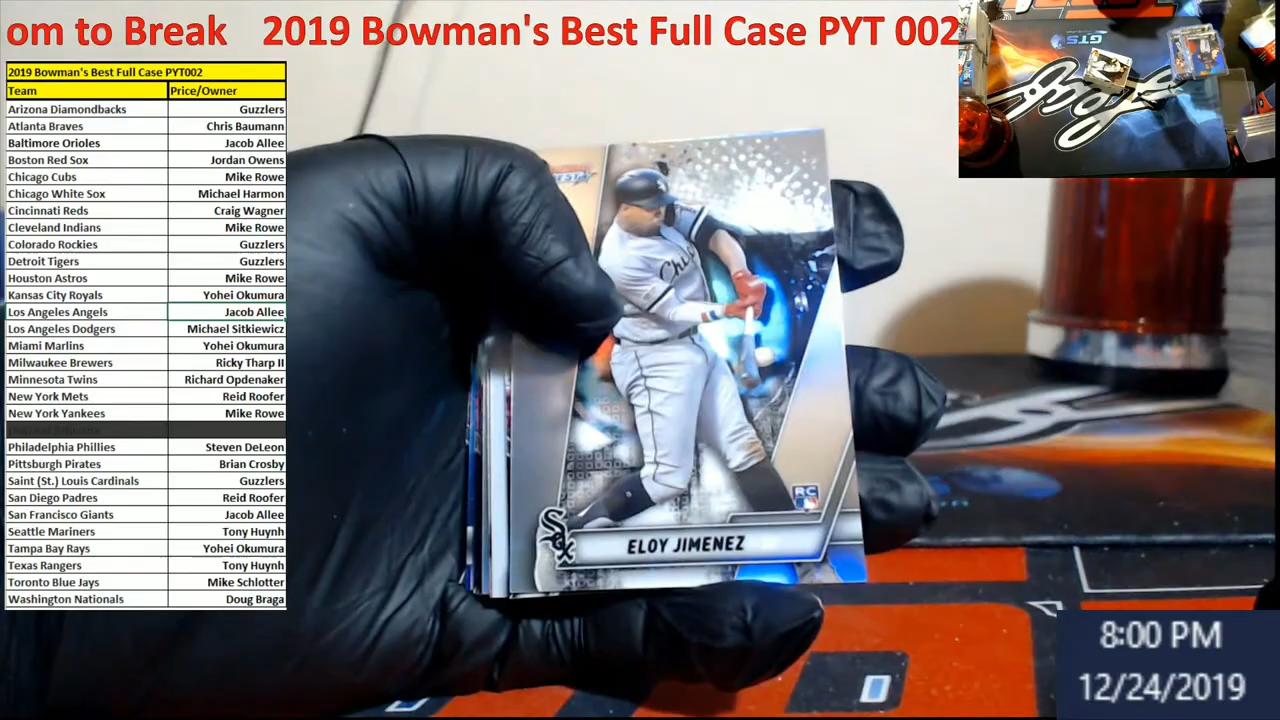 om to Break 2019 Bowman's Best Full Case PYT 002
2019 Bowman's Best Full Case PYT002
Team Price/Owner
Arizona Diamondbacks Guzzlers
Atlanta Braves Chris Baumann
Baltimore Orioles Jacob Allee
Boston Red Sox Jordan Owens
Chicago Cubs Mike Rowe
Chicago White Sox Michael Harmon
Cincinnati Reds Craig Wagner
Cleveland Indians Mike Rowe
Colorado Rockies Guzzlers
Detroit Tigers Guzzlers
Houston Astros Mike Rowe
Kansas City Royals Yohei Okumura
Los Angeles Angels Jacob Allee
Los Angeles Dodgers Michael Sitkiewicz
Miami Marlins Yohei Okumura
Milwaukee Brewers Ricky Tharp II
Minnesota Twins Richard Opdenaker
New York Mets Reid Roofer
New York Yankees Mike Rowe
Philadelphia Phillies Steven DeLeon
Pittsburgh Pirates Brian Crosby
Saint (St.) Louis Cardinals Guzzlers
San Diego Padres Reid Roofer
San Francisco Giants Jacob Allee
Seattle Mariners Tony Huynh
Tampa Bay Rays Yohei Okumura
Texas Rangers Tony Huynh
Toronto Blue Jays Mike Schlotter
Washington Nationals Doug Braga
GTS
Chi
RC
Sox
ELOY JIMENEZ
8:00 PM
12/24/2019